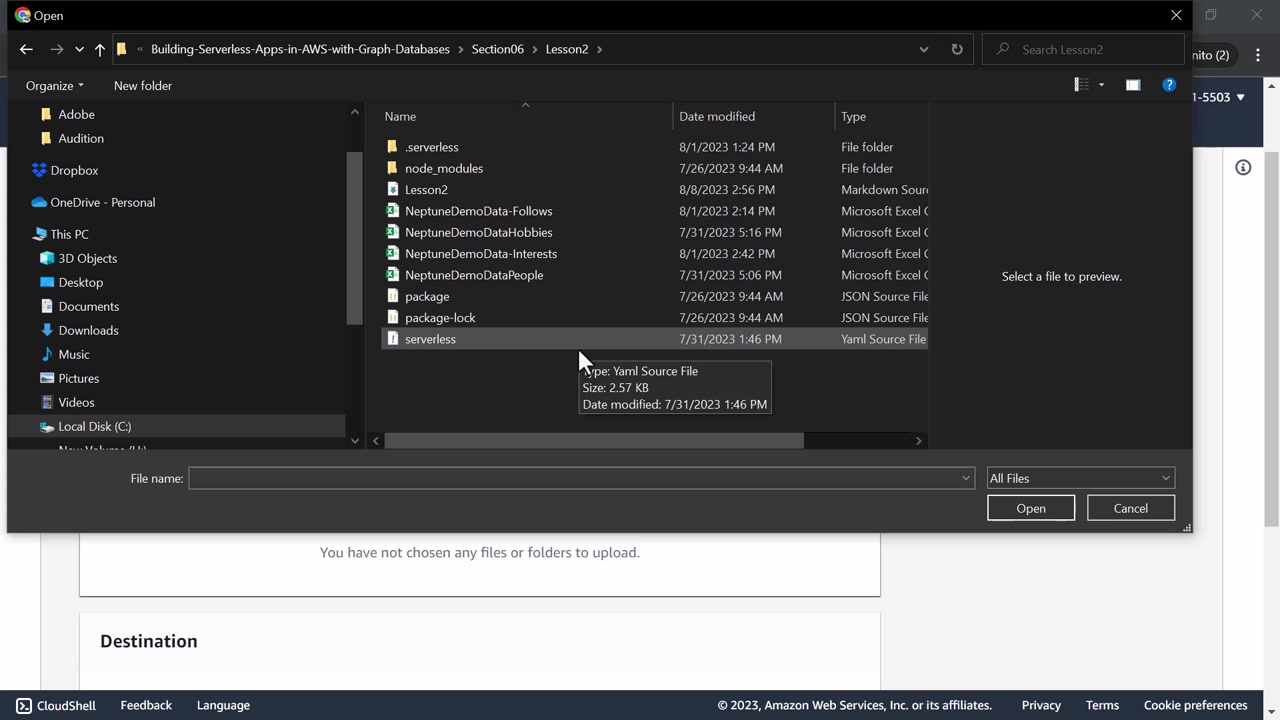 Open
« Building-Serverless-Apps-in-AWS-with-Graph-Databases > Section06 > Lesson2 >
Search Lesson2
nito (2)
Organize
New folder
1-5503
Adobe
Audition
Dropbox
OneDrive - Personal
This PC
3D Objects
Desktop
Documents
Downloads
Music
Pictures
Videos
Local Disk (C:)
Name Date modified Type
.serverless 8/1/2023 1:24 PM File folder
node_modules 7/26/2023 9:44 AM File folder
Lesson2 8/8/2023 2:56 PM Markdown Sour
NeptuneDemoData-Follows 8/1/2023 2:14 PM Microsoft Excel C
NeptuneDemoDataHobbies 7/31/2023 5:16 PM Microsoft Excel C
NeptuneDemoData-Interests 8/1/2023 2:42 PM Microsoft Excel C
NeptuneDemoDataPeople 7/31/2023 5:06 PM Microsoft Excel C
package 7/26/2023 9:44 AM JSON Source File
package-lock 7/26/2023 9:44 AM JSON Source File
serverless 7/31/2023 1:46 PM Yaml Source File
ype: Yaml Source File
Size: 2.57 KB
Date modified: 7/31/2023 1:46 PM
Select a file to preview.
File name:
All Files
Open
Cancel
You have not chosen any files or folders to upload.
Destination
CloudShell Feedback Language © 2023, Amazon Web Services, Inc. or its affiliates. Privacy Terms Cookie preferences